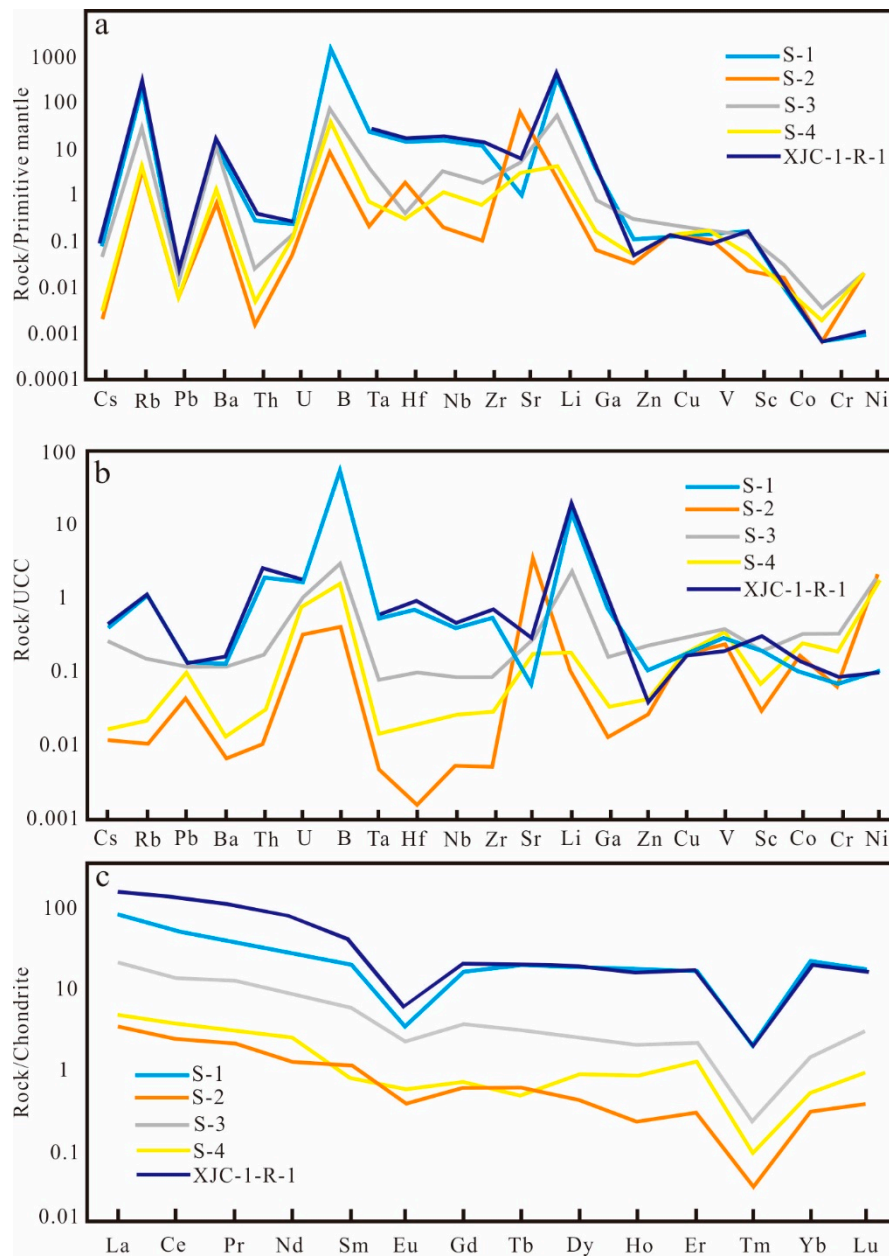 a
1000
100
10
1
0.1
0.01
0.001
0.0001
Rock/Primitive mantle
S-1
S-2
S-3
S-4
XJC-1-R-1
Cs Rb Pb Ba Th U B Ta Hf Nb Zr Sr Li Ga Zn Cu V Sc Co Cr Ni
b
100
10
1
0.1
0.01
0.001
Rock/UCC
S-1
S-2
S-3
S-4
XJC-1-R-1
Cs Rb Pb Ba Th U B Ta Hf Nb Zr Sr Li Ga Zn Cu V Sc Co Cr Ni
c
100
10
1
0.1
0.01
Rock/Chondrite
S-1
S-2
S-3
S-4
XJC-1-R-1
La Ce Pr Nd Sm Eu Gd Tb Dy Ho Er Tm Yb Lu